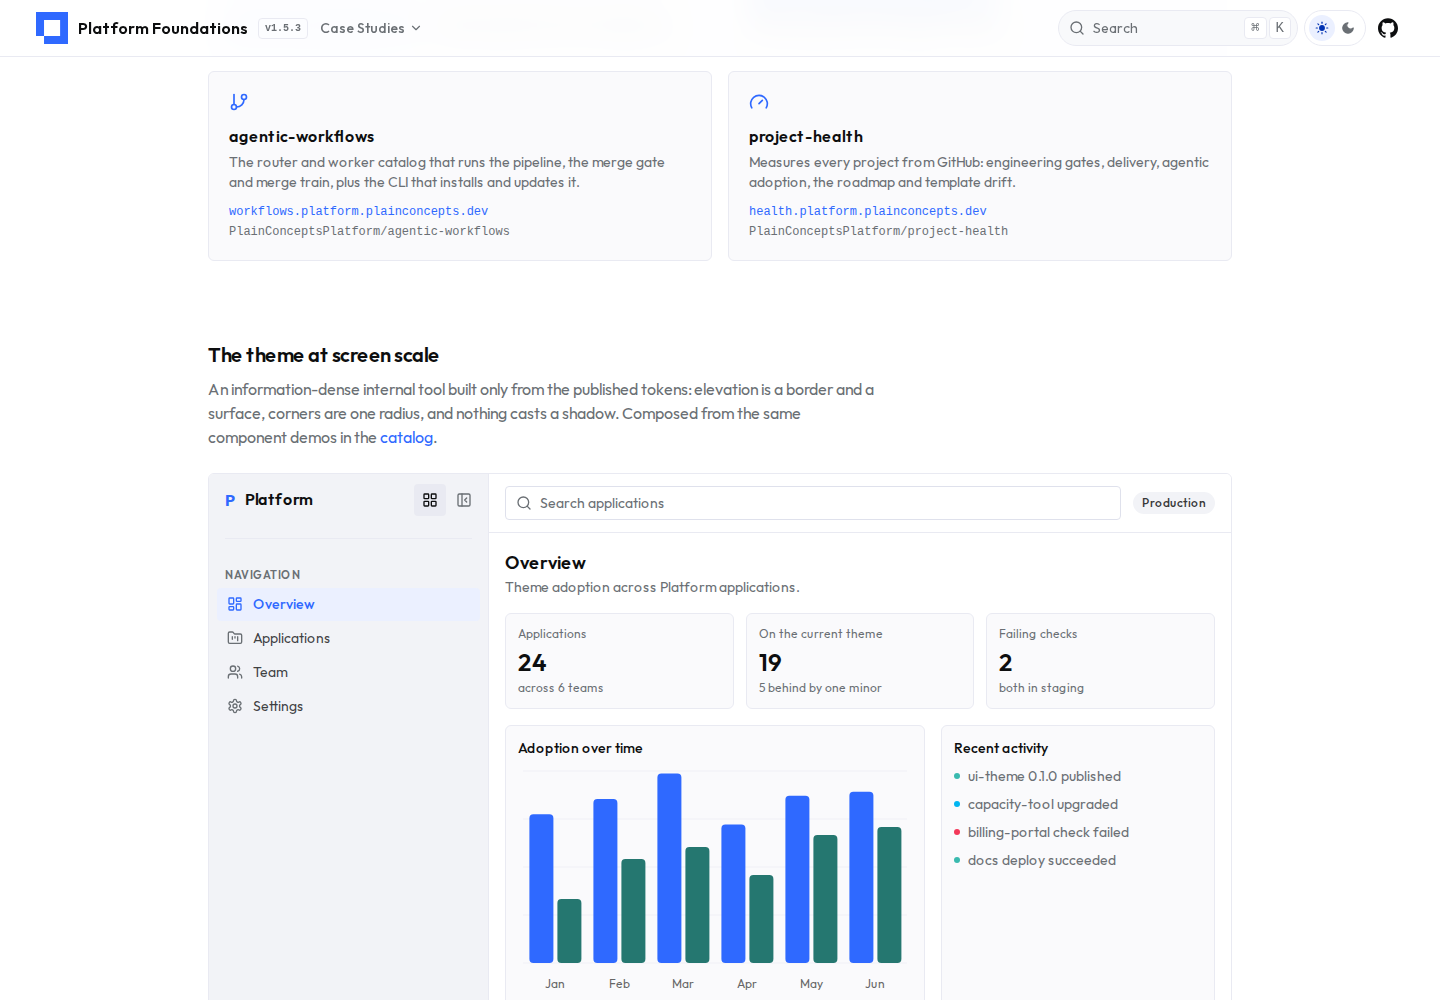 Platform Foundations
v1.5.3
Case Studies
Search
⌘ K
agentic-workflows
The router and worker catalog that runs the pipeline, the merge gate
and merge train, plus the CLI that installs and updates it.
workflows.platform.plainconcepts.dev
PlainConceptsPlatform/agentic-workflows
project-health
Measures every project from GitHub: engineering gates, delivery, agentic
adoption, the roadmap and template drift.
health.platform.plainconcepts.dev
PlainConceptsPlatform/project-health
The theme at screen scale
An information-dense internal tool built only from the published tokens: elevation is a border and a
surface, corners are one radius, and nothing casts a shadow. Composed from the same
component demos in the catalog.
P Platform
NAVIGATION
Overview
Applications
Team
Settings
Search applications
Production
Overview
Theme adoption across Platform applications.
Applications
24
across 6 teams
On the current theme
19
5 behind by one minor
Failing checks
2
both in staging
Adoption over time
Jan Feb Mar Apr May Jun
Recent activity
ui-theme 0.1.0 published
capacity-tool upgraded
billing-portal check failed
docs deploy succeeded